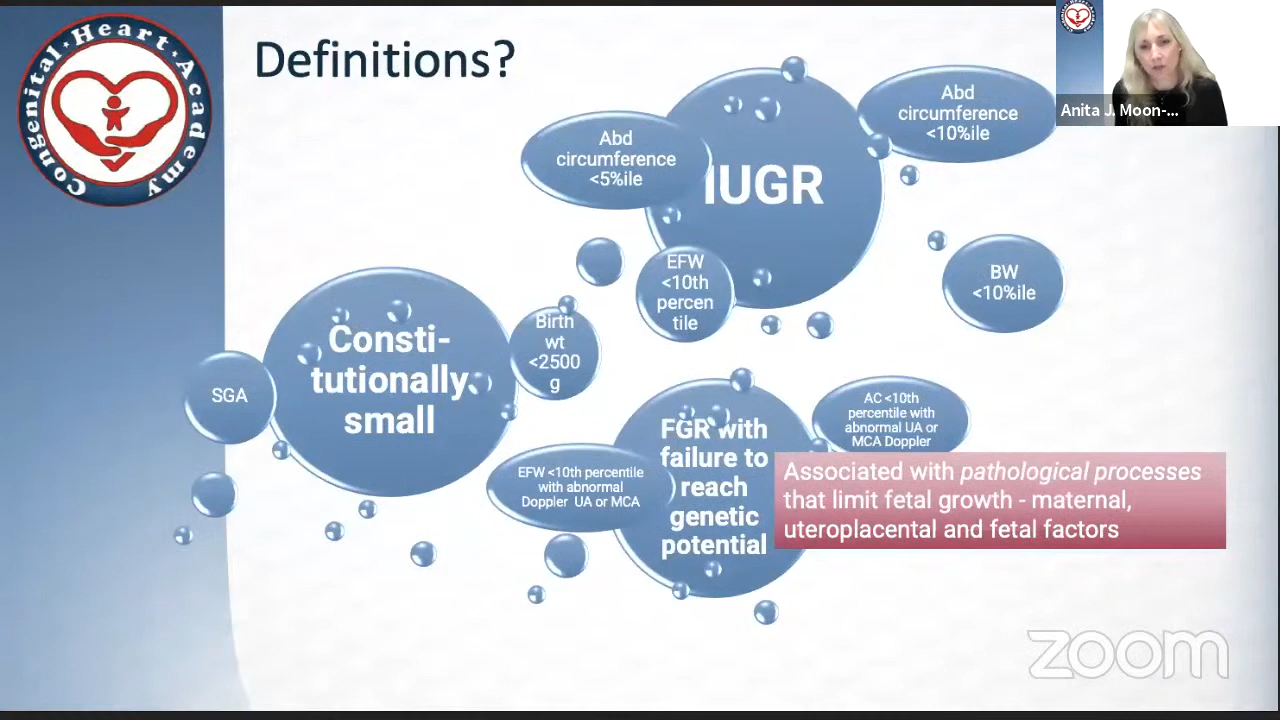 Congenital·Heart·Academy
Definitions?
Anita J. Moon-...
Abd
circumference
<5%ile
IUGR
Abd
circumference
<10%ile
EFW
<10th
percen
tile
BW
<10%ile
SGA
Consti-
tutionally
small
Birth
wt
<2500
g
EFW <10th percentile
with abnormal
Doppler UA or MCA
FGR with
failure to
reach
genetic
potential
AC <10th
percentile with
abnormal UA or
MCA Doppler
Associated with pathological processes
that limit fetal growth - maternal,
uteroplacental and fetal factors
zoom